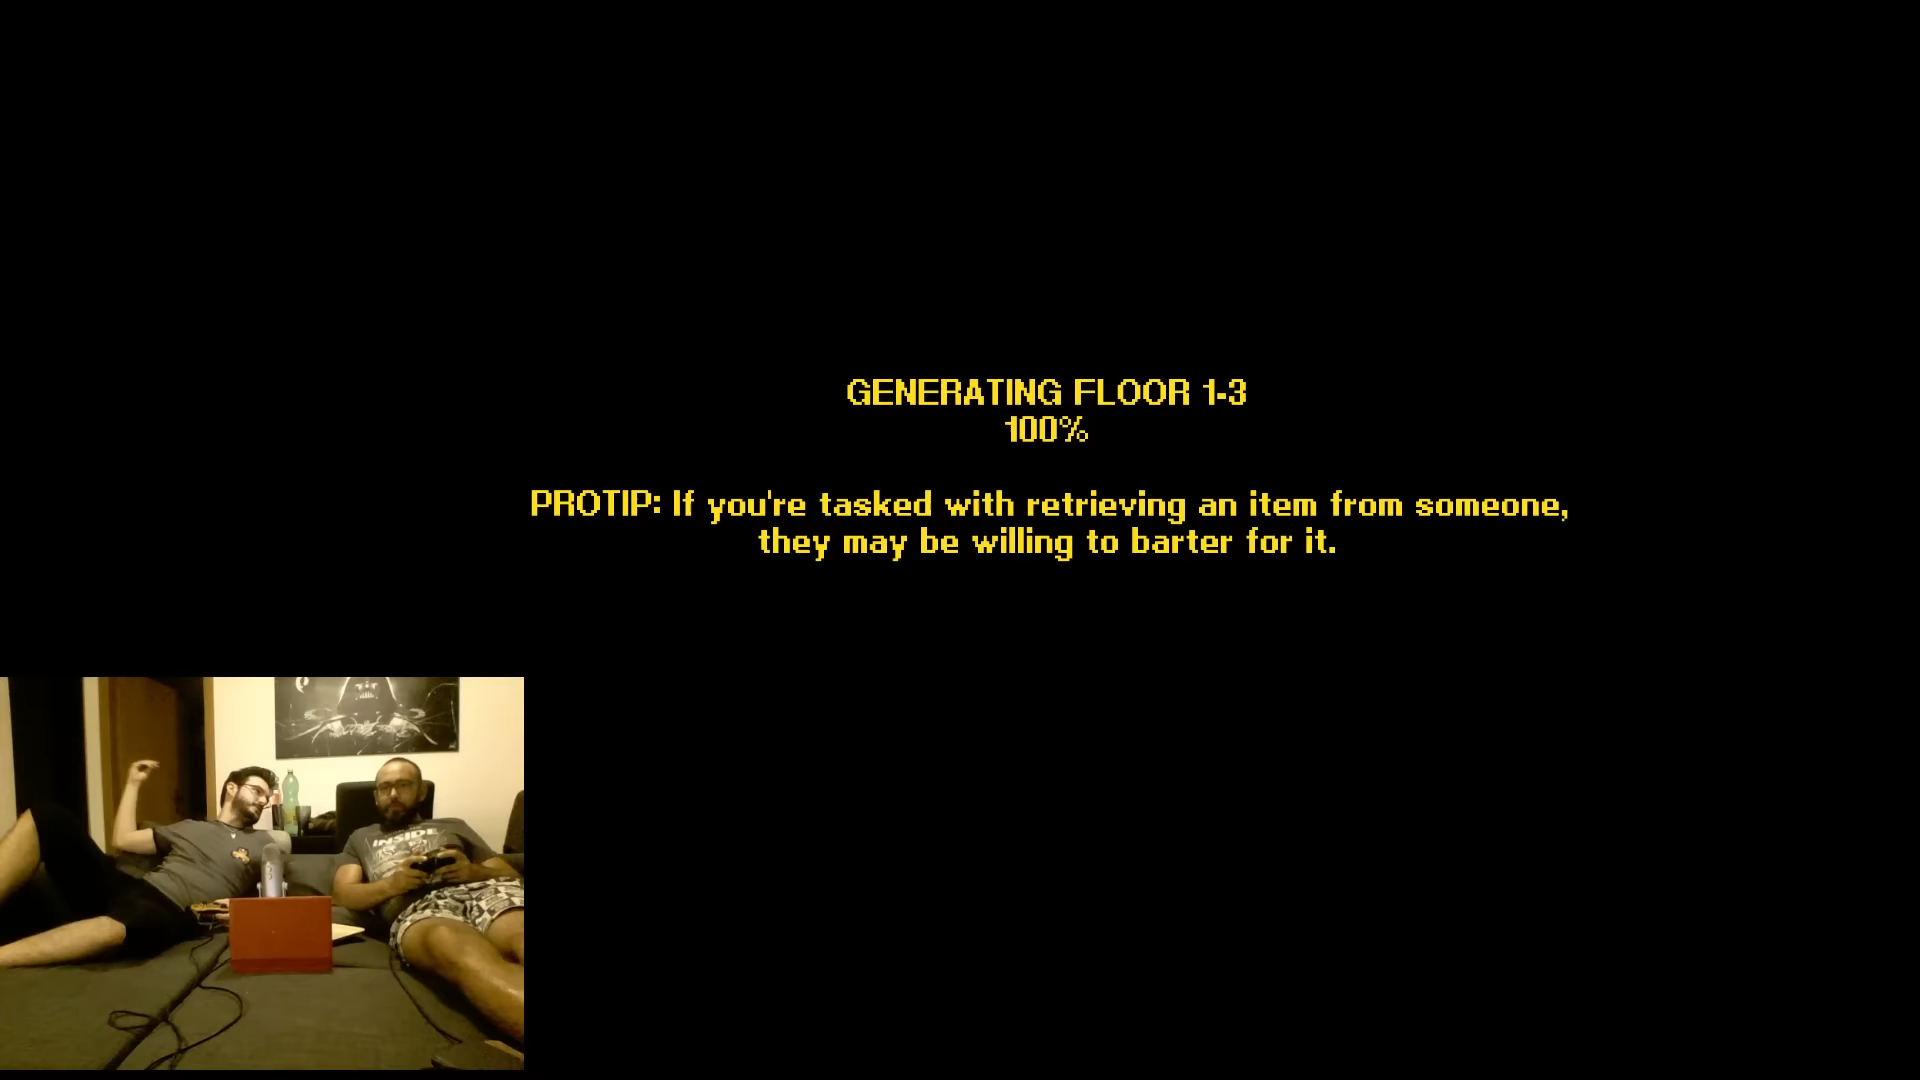 GENERATING FLOOR 1-3
100%
PROTIP: If you're tasked with retrieving an item from someone,
they may be willing to barter for it.
INSIDE